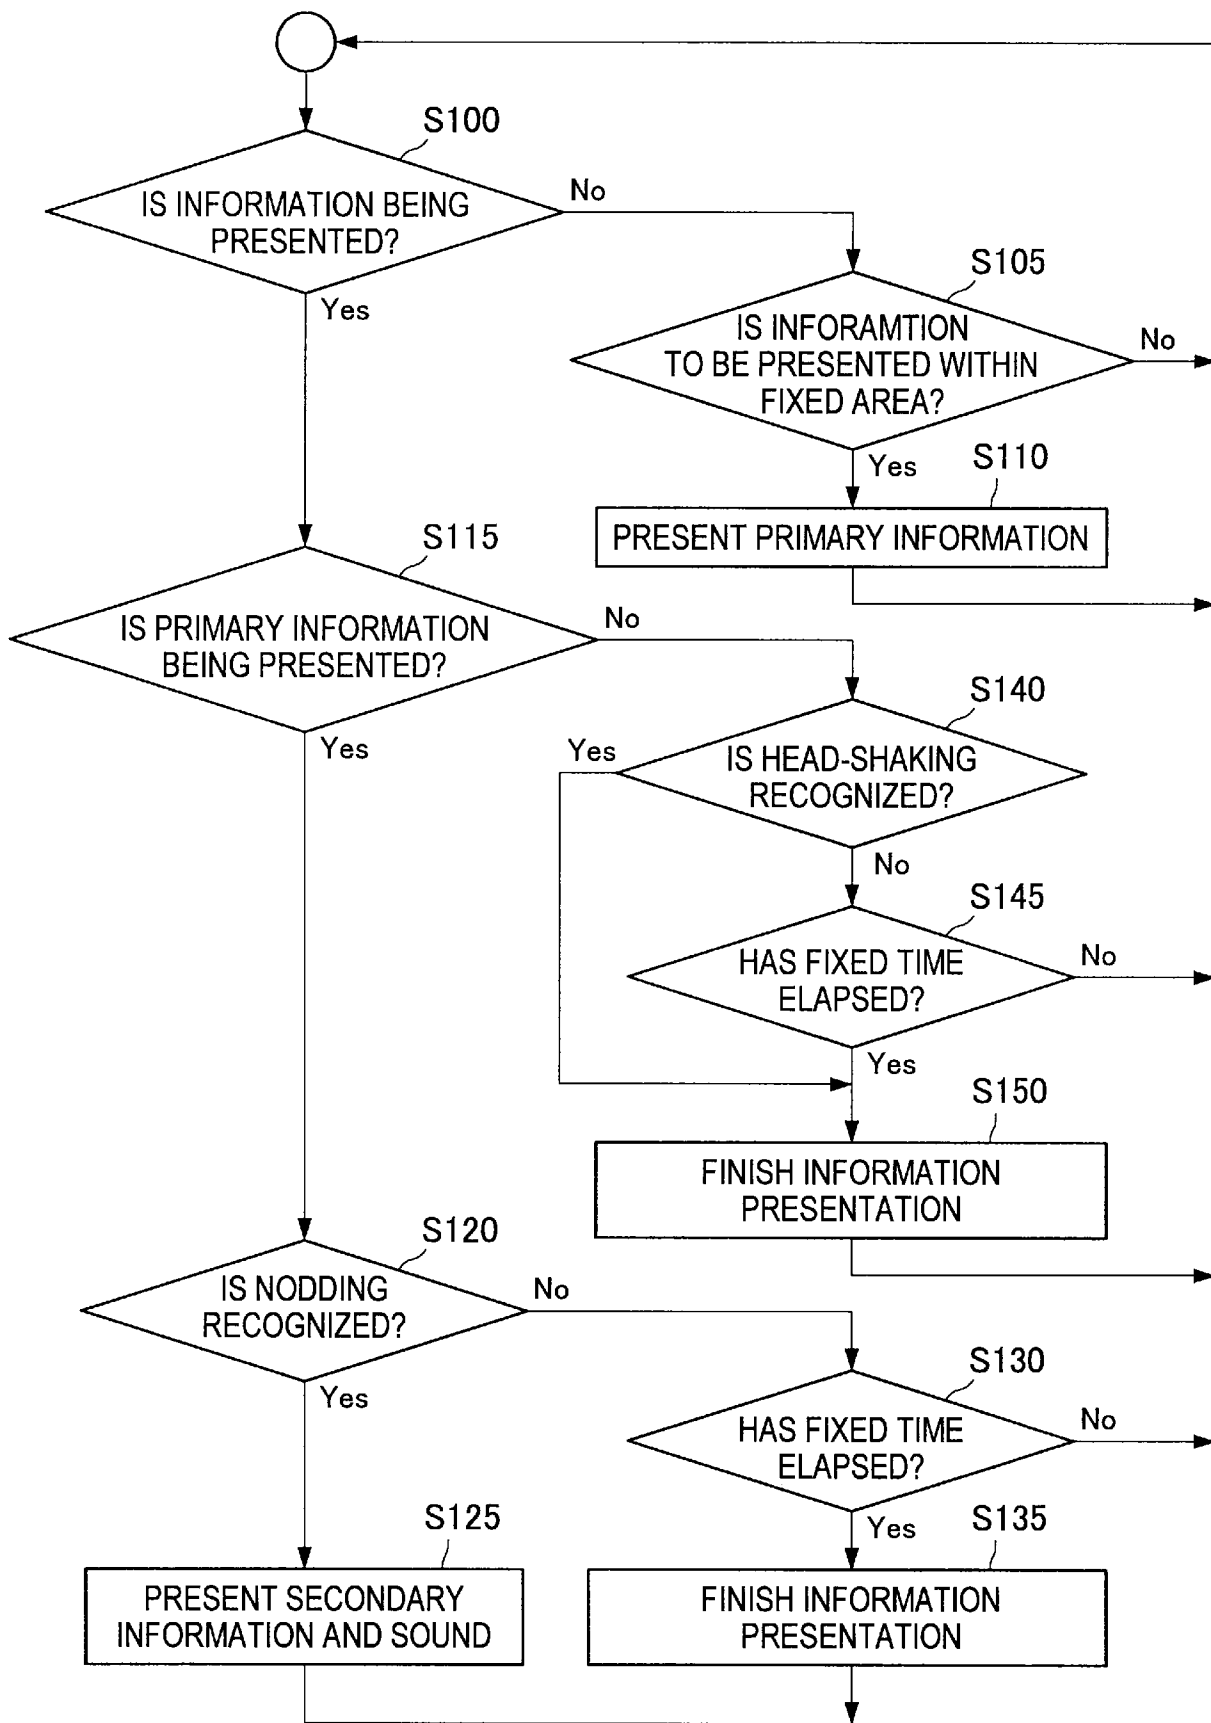 S100
IS INFORMATION BEING
PRESENTED?
No
Yes
S105
IS INFORAMTION
TO BE PRESENTED WITHIN
FIXED AREA?
No
Yes
S110
PRESENT PRIMARY INFORMATION
S115
IS PRIMARY INFORMATION
BEING PRESENTED?
No
Yes
S140
IS HEAD-SHAKING
RECOGNIZED?
Yes
No
S145
HAS FIXED TIME
ELAPSED?
No
Yes
S150
FINISH INFORMATION
PRESENTATION
S120
IS NODDING
RECOGNIZED?
No
Yes
S130
HAS FIXED TIME
ELAPSED?
No
Yes
S125
PRESENT SECONDARY
INFORMATION AND SOUND
S135
FINISH INFORMATION
PRESENTATION